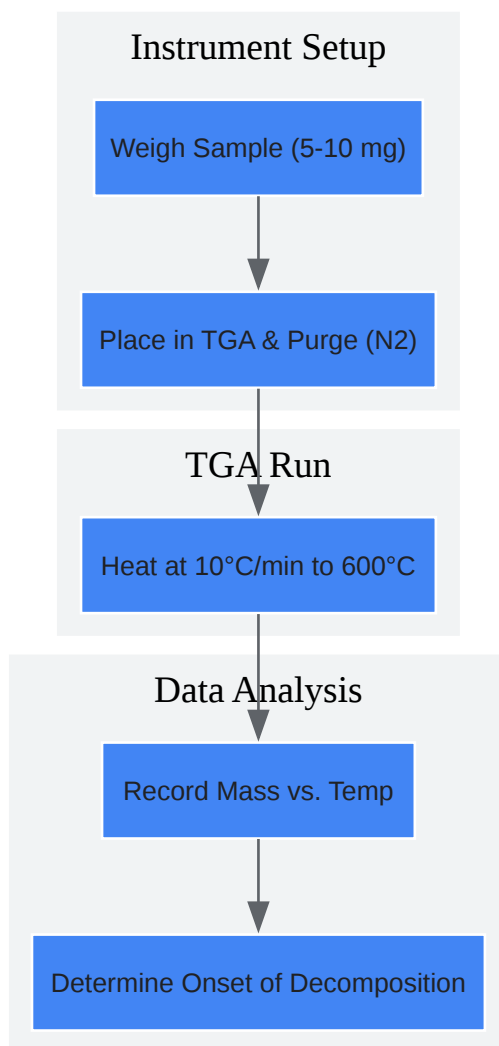 Instrument Setup
Weigh Sample (5-10 mg)
Place in TGA & Purge (N2)
TGA Run
Heat at 10°C/min to 600°C
Data Analysis
Record Mass vs. Temp
Determine Onset of Decomposition